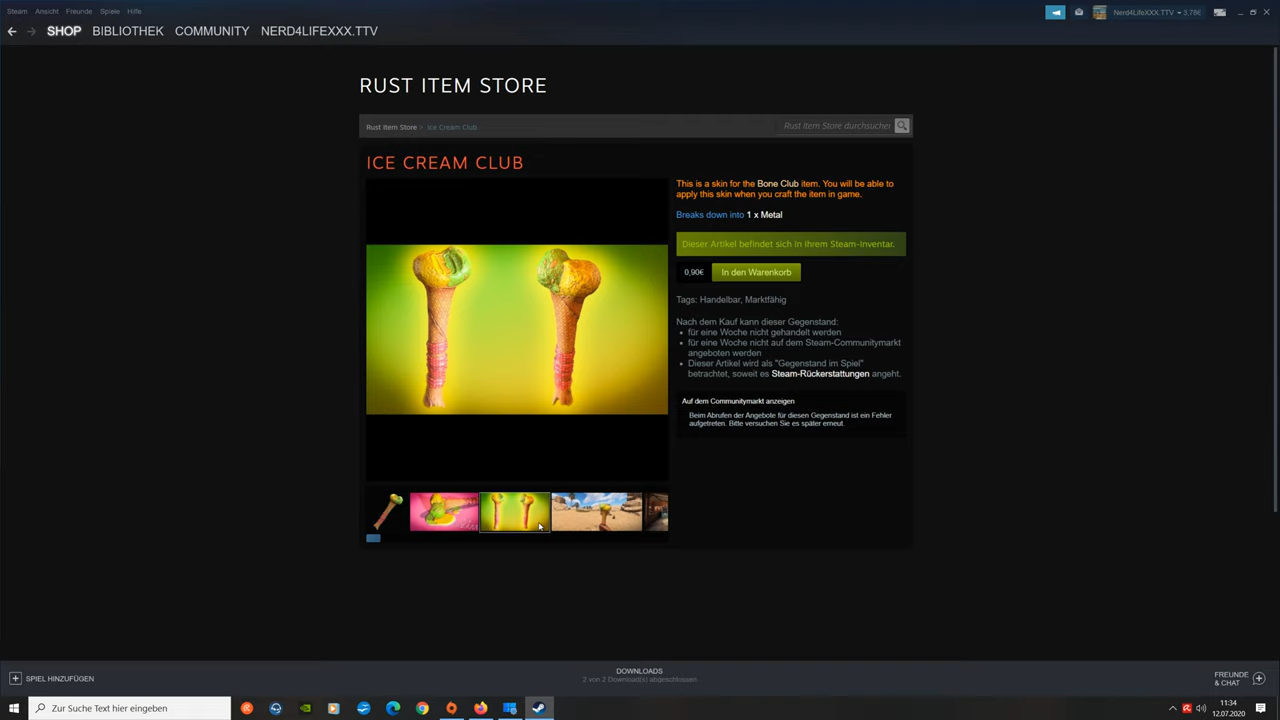 Steam Ansicht Freunde Spiele Hilfe
Nerd4LifeXXX.TTV 3,78€
SHOP BIBLIOTHEK COMMUNITY NERD4LIFEXXX.TTV
RUST ITEM STORE
Rust Item Store > Ice Cream Club
Rust Item Store durchsuchen
ICE CREAM CLUB
This is a skin for the Bone Club item. You will be able to
apply this skin when you craft the item in game.
Breaks down into 1 x Metal
Dieser Artikel befindet sich in Ihrem Steam-Inventar.
0,90€ In den Warenkorb
Tags: Handelbar, Marktfähig
Nach dem Kauf kann dieser Gegenstand:
• für eine Woche nicht gehandelt werden
• für eine Woche nicht auf dem Steam-Communitymarkt
angeboten werden
• Dieser Artikel wird als "Gegenstand im Spiel"
betrachtet, soweit es Steam-Rückerstattungen angeht.
Auf dem Communitymarkt anzeigen
Beim Abrufen der Angebote für diesen Gegenstand ist ein Fehler
aufgetreten. Bitte versuchen Sie es später erneut.
SPIEL HINZUFÜGEN
DOWNLOADS
2 von 2 Download(s) abgeschlossen
FREUNDE
& CHAT
Zur Suche Text hier eingeben
11:34
12.07.2020